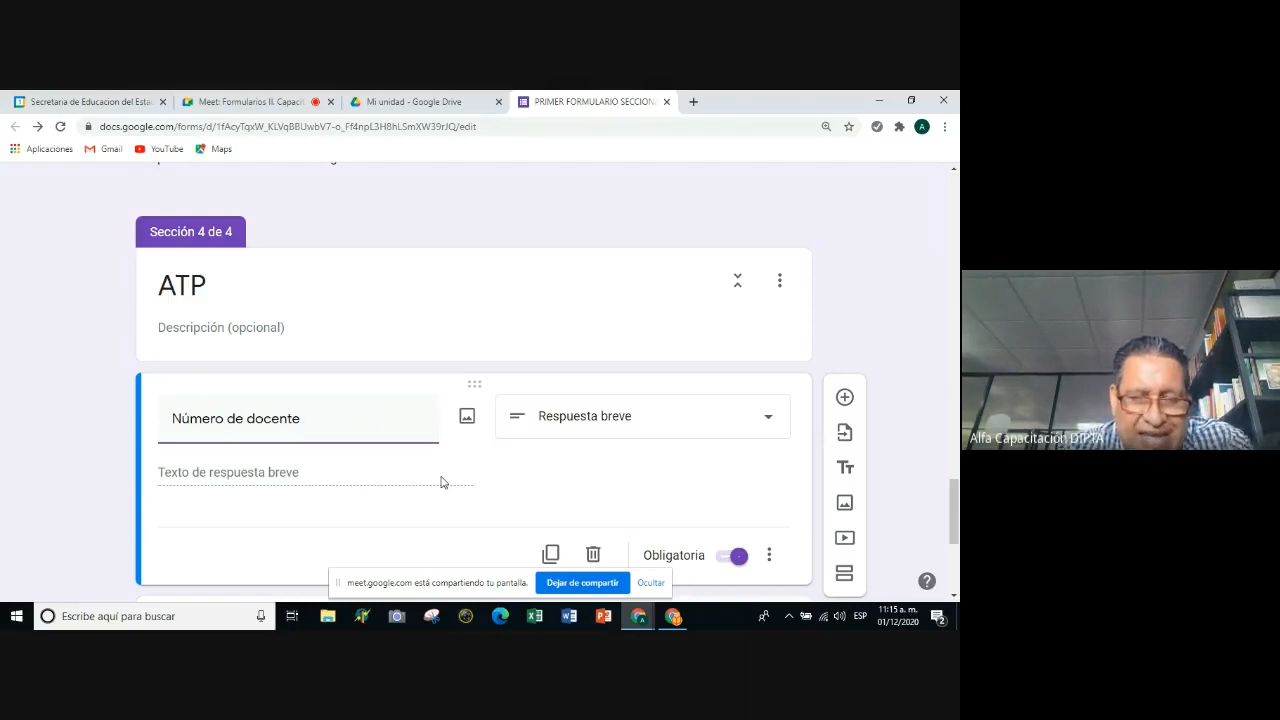 Secretaria de Educacion del Esta
Meet: Formularios II. Capaci
Mi unidad - Google Drive
PRIMER FORMULARIO SECCION
docs.google.com/forms/d/1fAcyTqxW_KLVqBBUwbV7-o_Ff4npL3H8hLSmXW39rJQ/edit
A
Aplicaciones Gmail YouTube Maps
Sección 4 de 4
ATP
Descripción (opcional)
Número de docente
Respuesta breve
Texto de respuesta breve
Obligatoria
meet.google.com está compartiendo tu pantalla. Dejar de compartir Ocultar
Escribe aquí para buscar
ESP
11:15 a. m.
01/12/2020
2
Alfa Capacitación DIPTA